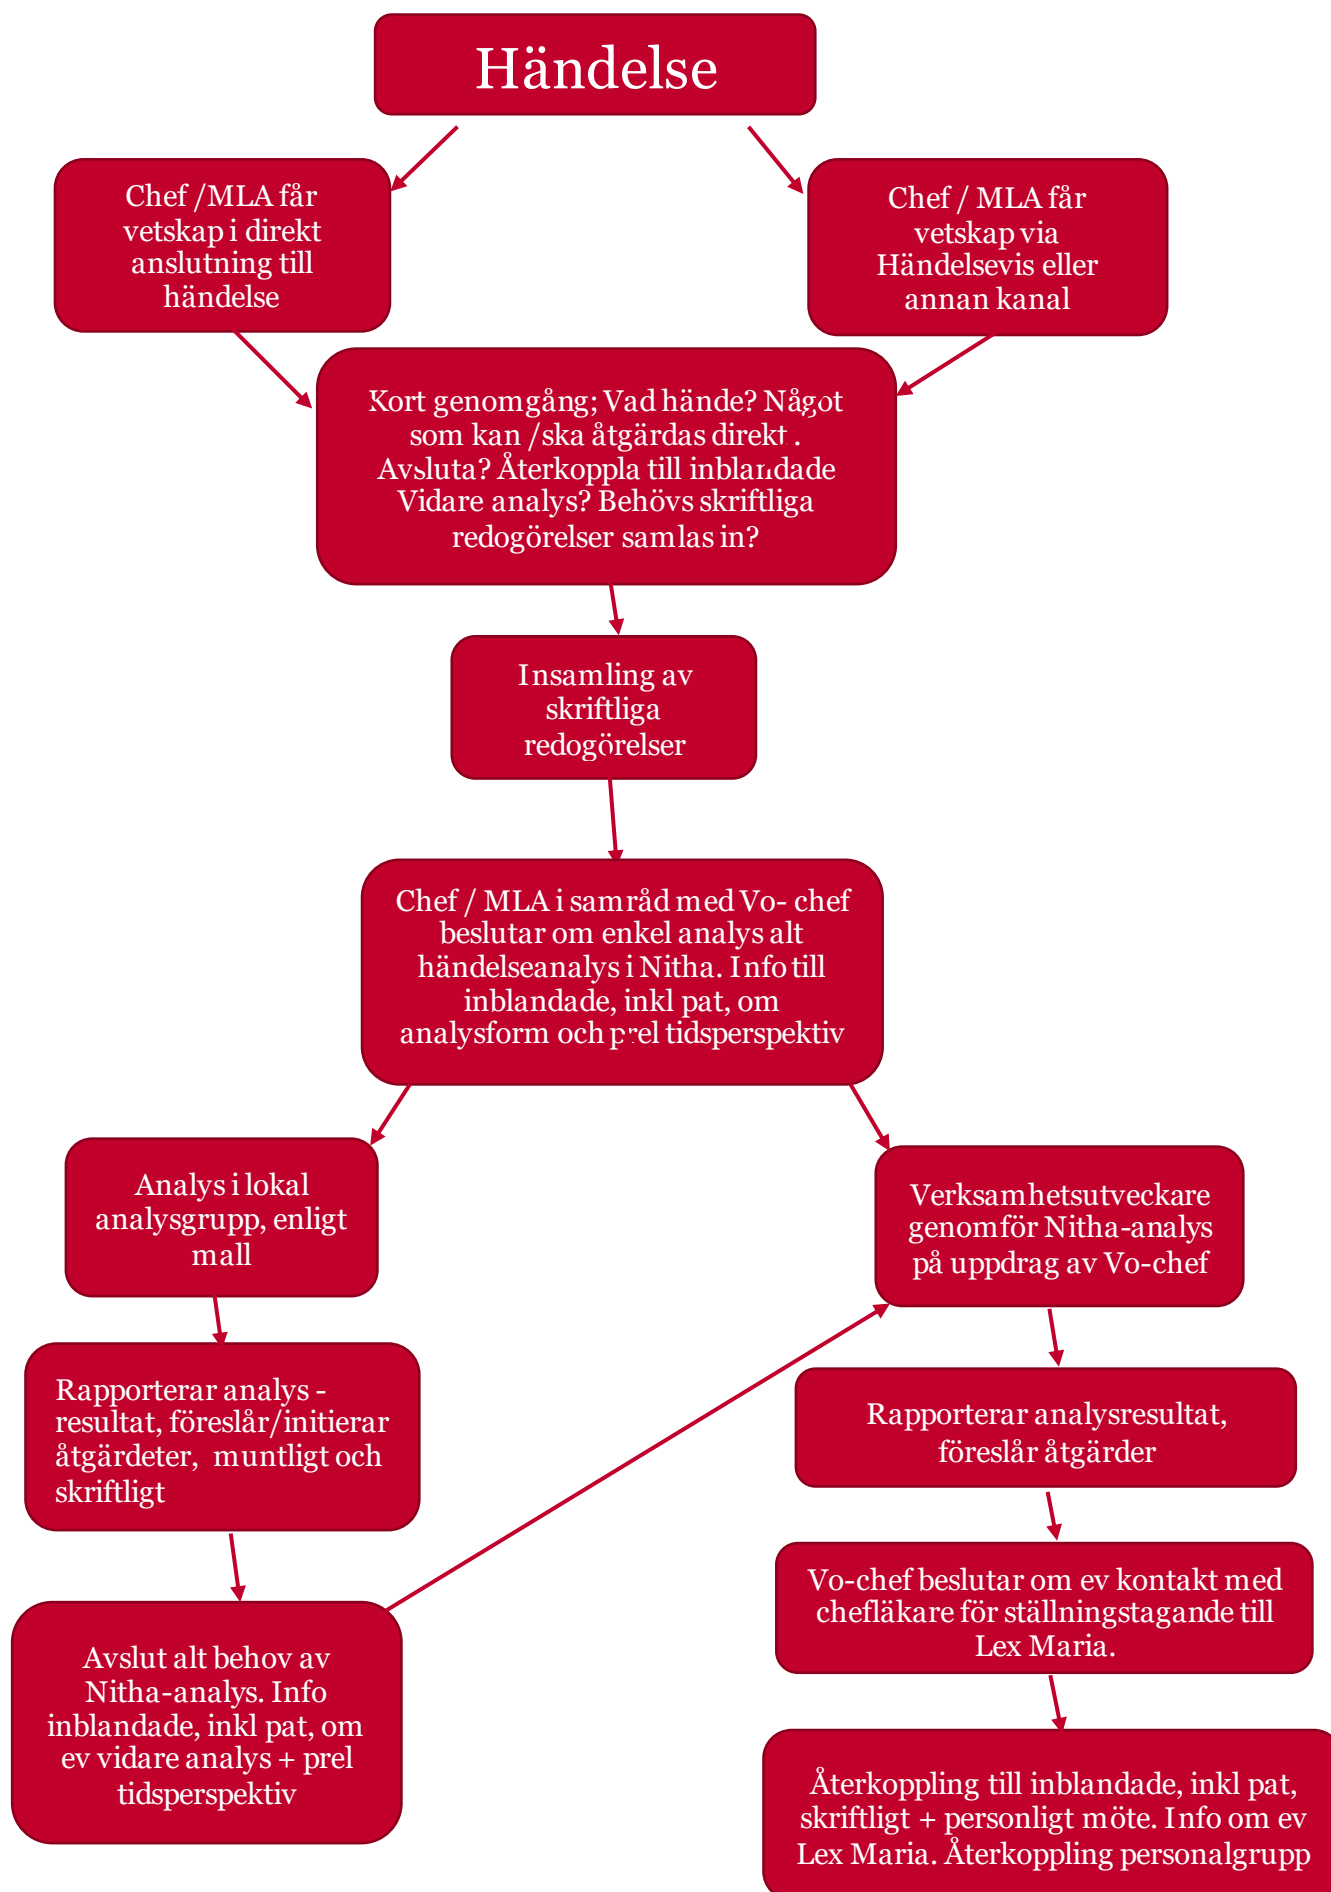 Händelse
Chef /MLA får
vetskap i direkt
anslutning till
händelse
Chef / MLA får
vetskap via
Händelsevis eller
annan kanal
Kort genomgång; Vad hände? Något
som kan /ska åtgärdas direkt .
Avsluta? Återkoppla till inblandade
Vidare analys? Behövs skriftliga
redogörelser samlas in?
Insamling av
skriftliga
redogörelser
Chef / MLA i samråd med Vo- chef
beslutar om enkel analys alt
händelseanalys i Nitha. Info till
inblandade, inkl pat, om
analysform och prel tidsperspektiv
Analys i lokal
analysgrupp, enligt
mall
Verksamhetsutveckare
genomför Nitha-analys
på uppdrag av Vo-chef
Rapporterar analys -
resultat, föreslår/initierar
åtgärdeter,  muntligt och
skriftligt
Rapporterar analysresultat,
föreslår åtgärder
Vo-chef beslutar om ev kontakt med
chefläkare för ställningstagande till
Lex Maria.
Avslut alt behov av
Nitha-analys. Info
inblandade, inkl pat, om
ev vidare analys + prel
tidsperspektiv
Återkoppling till inblandade, inkl pat,
skriftligt + personligt möte. Info om ev
Lex Maria. Återkoppling personalgrupp